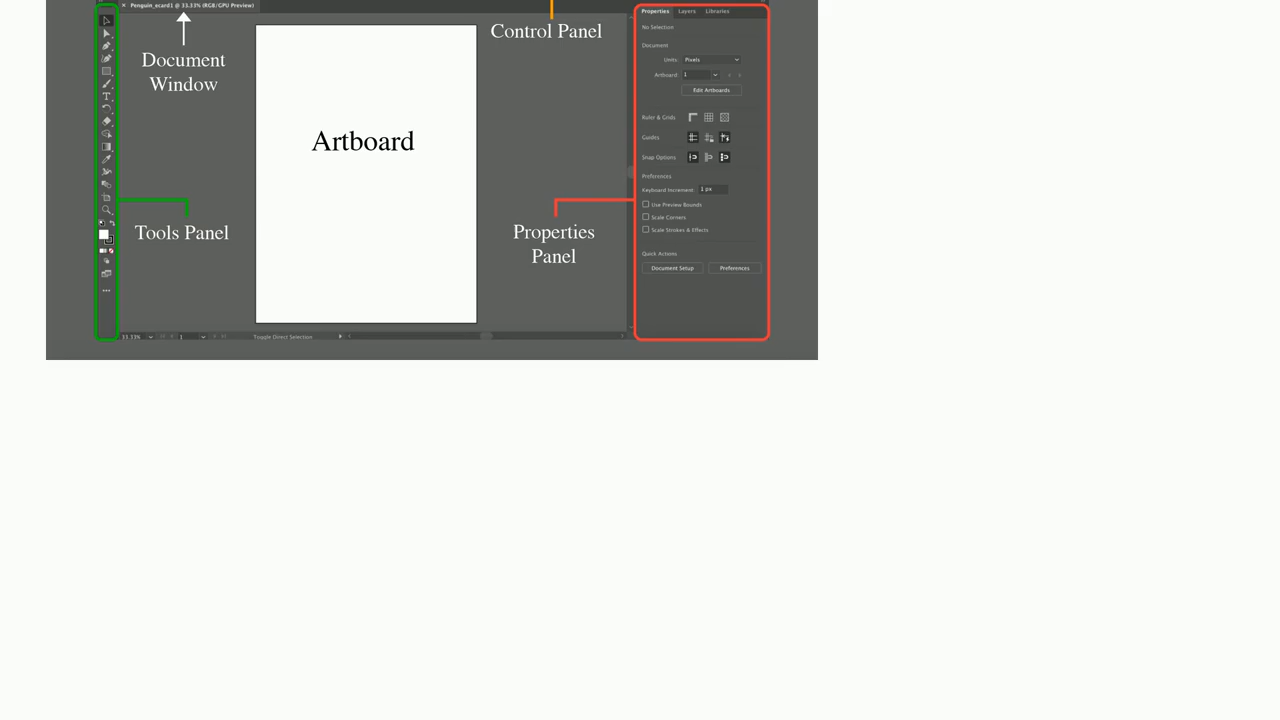 Penguin_ecard1 @ 33.33% (RGB/GPU Preview)
Properties Layers Libraries
Control Panel
No Selection
Document
Window
Document
Units: Pixels
Artboard: 1
Edit Artboards
Artboard
Ruler & Grids
Guides
Snap Options
Preferences
Keyboard Increment: 1 px
Use Preview Bounds
Scale Corners
Scale Strokes & Effects
Tools Panel
Properties
Panel
Quick Actions
Document Setup Preferences
33.33% 1 Toggle Direct Selection